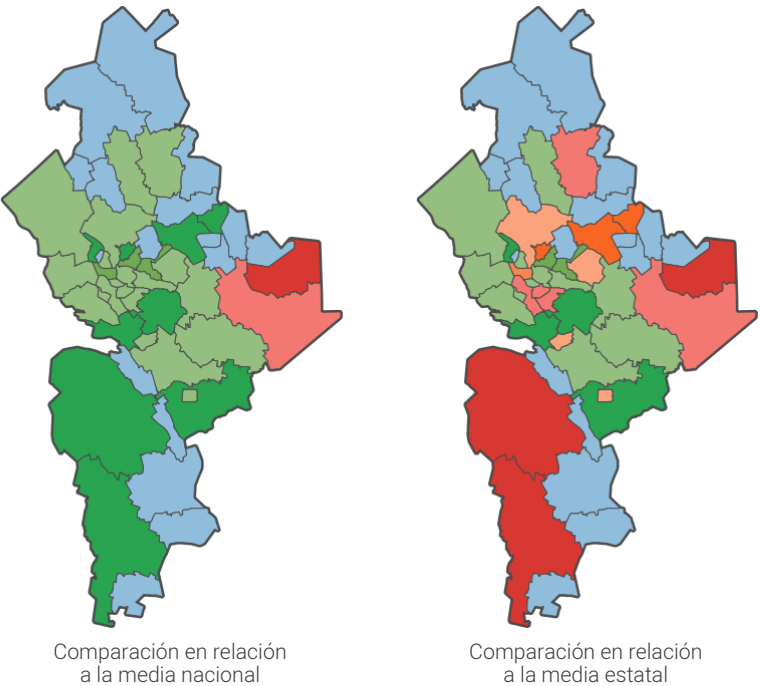 Comparación en relación
a la media nacional
Comparación en relación
a la media estatal